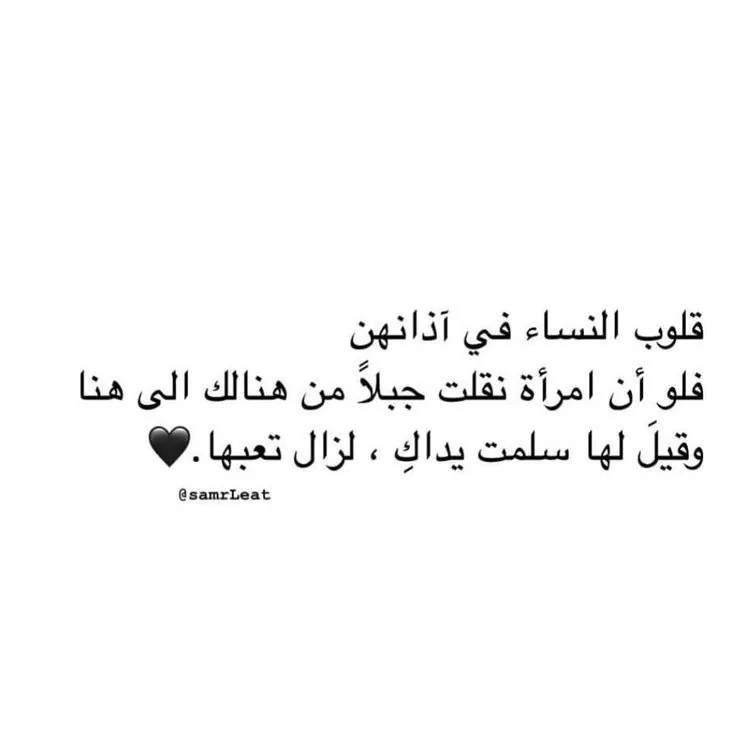 قلوب النساء في آذانهن
فلو أن امرأة نقلت جبلاً من هنالك الى هنا
وقيلَ لها سلمت يداكِ ، لزال تعبها.🖤
@samrLeat